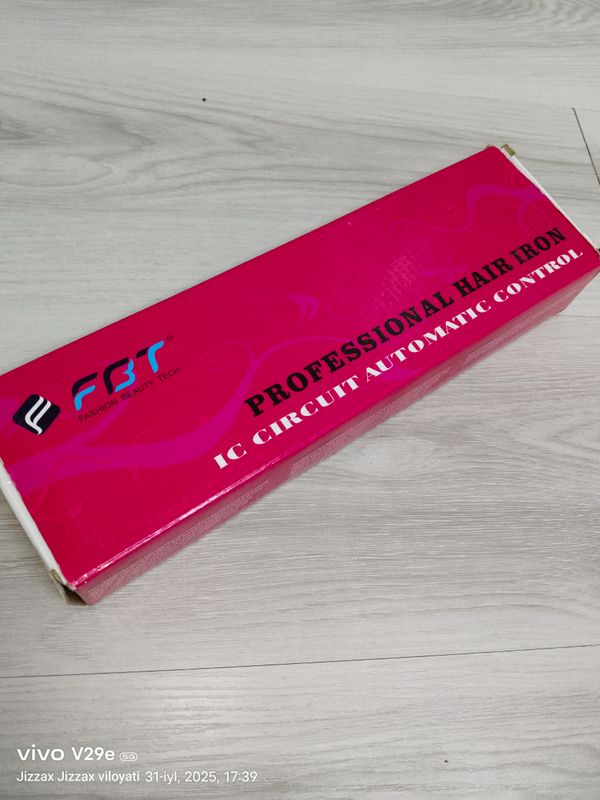 FBT®
FASHION BEAUTY TECH
PROFESSIONAL HAIR IRON
IC CIRCUIT AUTOMATIC CONTROL
vivo V29e 5G
Jizzax Jizzax viloyati 31-iyl, 2025, 17:39